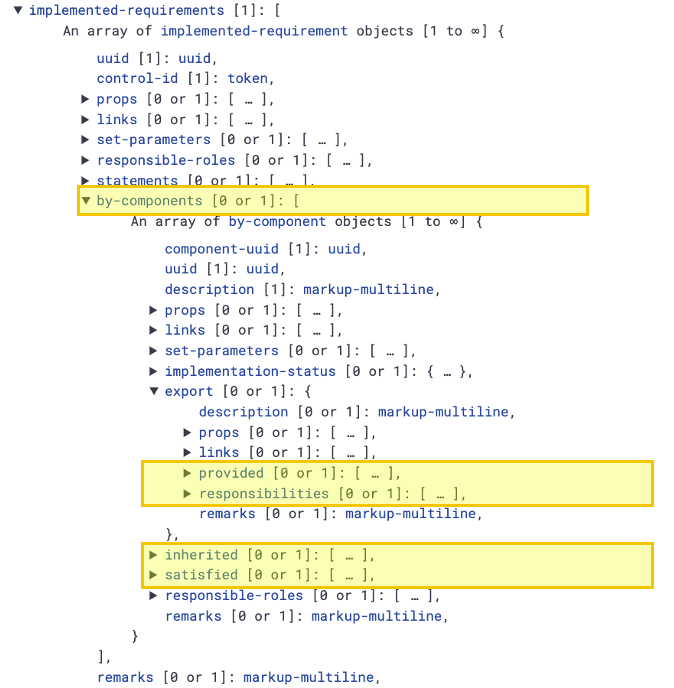 ▼ implemented-requirements [1]: [
An array of implemented-requirement objects [1 to ∞] {
uuid [1]: uuid,
control-id [1]: token,
▶ props [0 or 1]: [ … ],
▶ links [0 or 1]: [ … ],
▶ set-parameters [0 or 1]: [ … ],
▶ responsible-roles [0 or 1]: [ … ],
▶ statements [0 or 1]: [ … ],
▼ by-components [0 or 1]: [
An array of by-component objects [1 to ∞] {
component-uuid [1]: uuid,
uuid [1]: uuid,
description [1]: markup-multiline,
▶ props [0 or 1]: [ … ],
▶ links [0 or 1]: [ … ],
▶ set-parameters [0 or 1]: [ … ],
▶ implementation-status [0 or 1]: { … },
▼ export [0 or 1]: {
description [0 or 1]: markup-multiline,
▶ props [0 or 1]: [ … ],
▶ links [0 or 1]: [ … ],
▶ provided [0 or 1]: [ … ],
▶ responsibilities [0 or 1]: [ … ],
remarks [0 or 1]: markup-multiline,
},
▶ inherited [0 or 1]: [ … ],
▶ satisfied [0 or 1]: [ … ],
▶ responsible-roles [0 or 1]: [ … ],
remarks [0 or 1]: markup-multiline,
}
],
remarks [0 or 1]: markup-multiline,